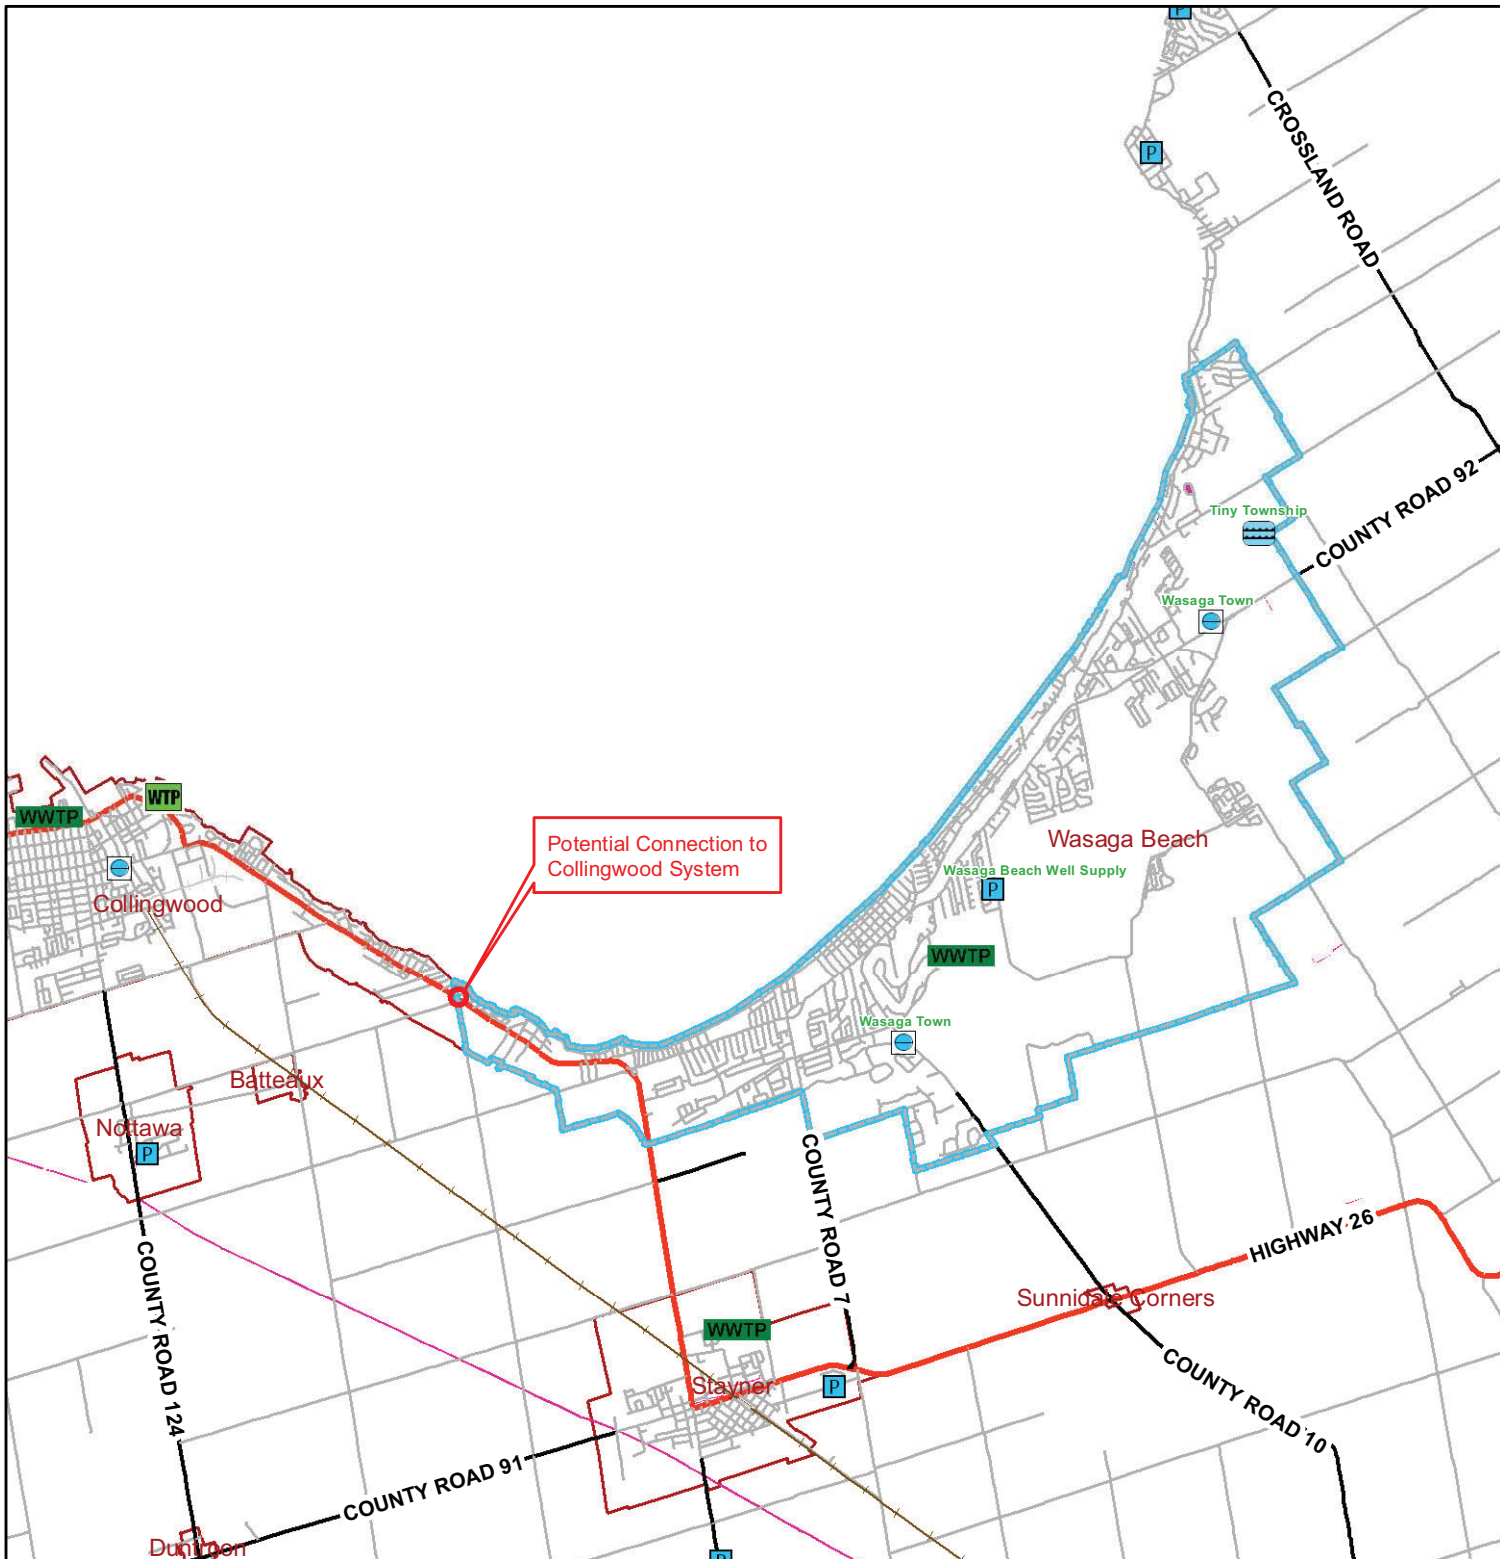 P
CROSSLAND ROAD
P
COUNTY ROAD 92
Tiny Township
Wasaga Town
WTP
WWTP
Potential Connection to
Collingwood System
Wasaga Beach
Wasaga Beach Well Supply
P
Collingwood
WWTP
Wasaga Town
Batteaux
Nottawa
P
COUNTY ROAD 7
HIGHWAY 26
Sunnidale Corners
COUNTY ROAD 124
WWTP
Stayner
P
COUNTY ROAD 10
COUNTY ROAD 91
Duntroon
P